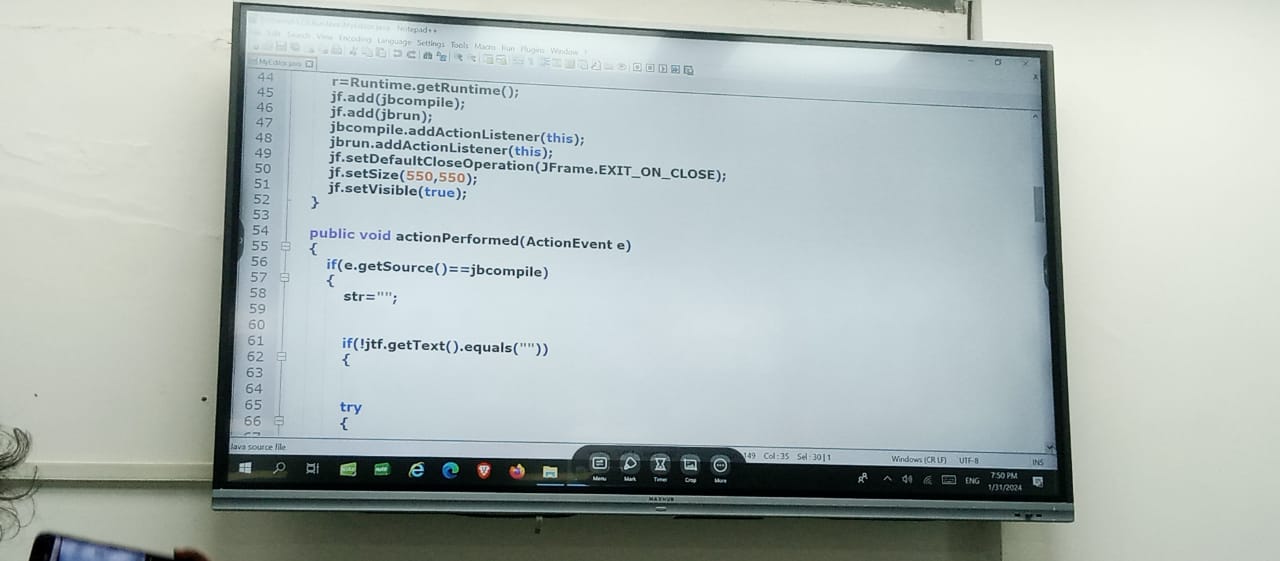 Notepad++
Search View Encoding Language Settings Tools Macro Run Plugins Window ?
MyEditor.java
44
45 r=Runtime.getRuntime();
46 jf.add(jbcompile);
47 jf.add(jbrun);
48 jbcompile.addActionListener(this);
49 jbrun.addActionListener(this);
50 jf.setDefaultCloseOperation(JFrame.EXIT_ON_CLOSE);
51 jf.setSize(550,550);
52 jf.setVisible(true);
53 }
54
55 public void actionPerformed(ActionEvent e)
56 {
57 if(e.getSource()==jbcompile)
58 {
59 str="";
60
61
62 if(!jtf.getText().equals(""))
63 {
64
65
66 try
{
Java source file
149 Col:35 Sel:30|1 Windows (CR LF) UTF-8 INS
Menu Mark Timer Crop More
ENG 7:50 PM
1/31/2024
MAXHUB